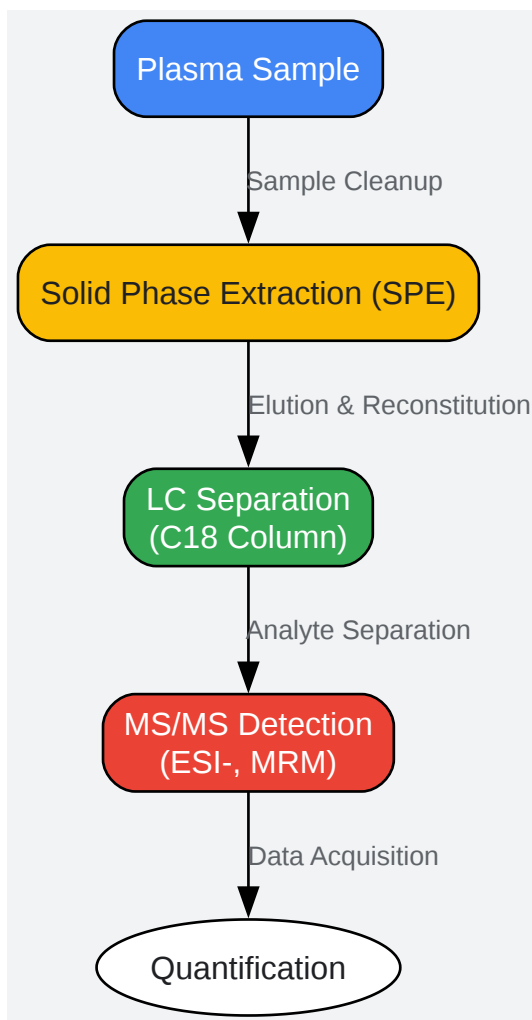 Plasma Sample
Sample Cleanup
Solid Phase Extraction (SPE)
Elution & Reconstitution
LC Separation
(C18 Column)
Analyte Separation
MS/MS Detection
(ESI-, MRM)
Data Acquisition
Quantification